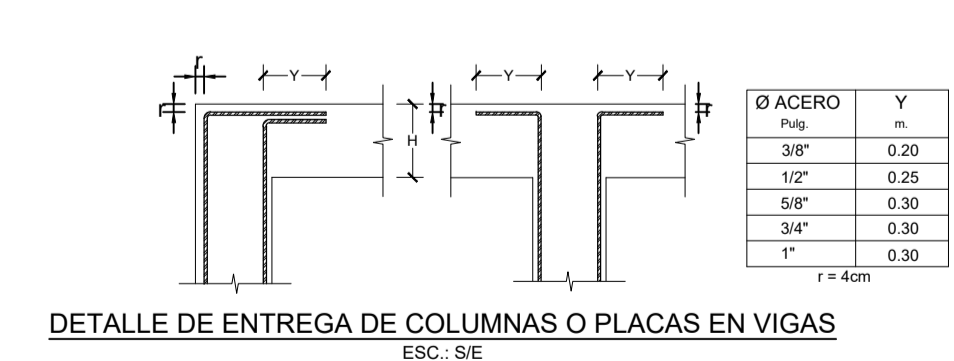 r
Y
Y
Y
r
r
r
H
Ø ACERO Y
Pulg. m.
3/8" 0.20
1/2" 0.25
5/8" 0.30
3/4" 0.30
1" 0.30
r = 4cm
DETALLE DE ENTREGA DE COLUMNAS O PLACAS EN VIGAS
ESC.: S/E